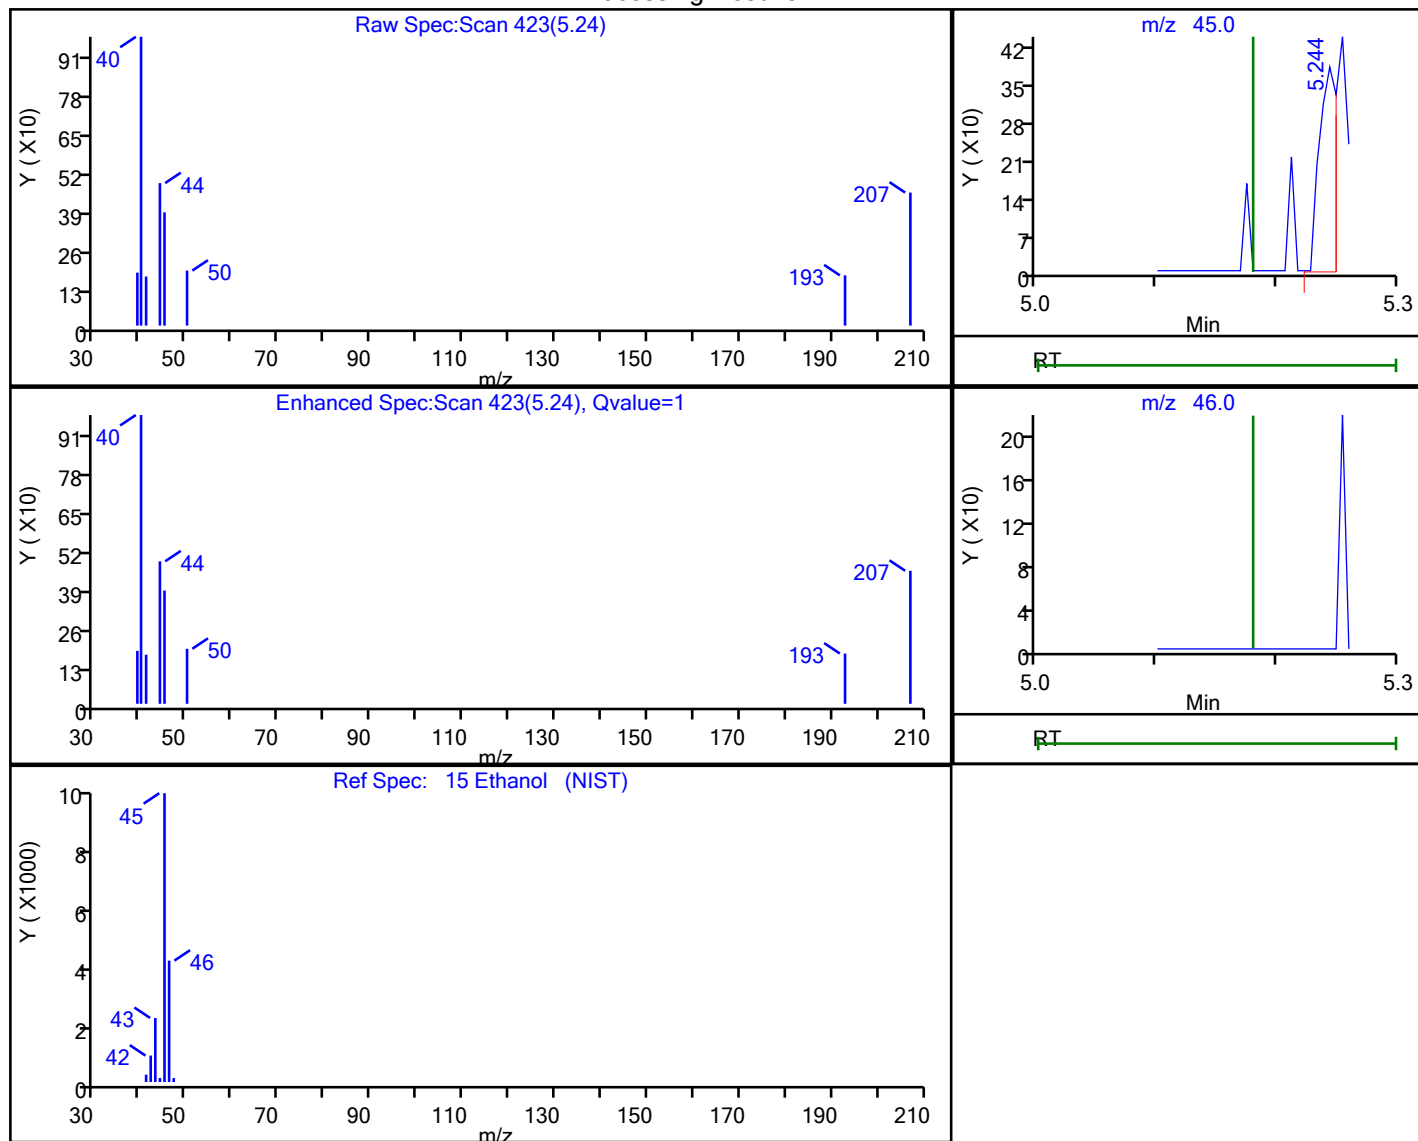 Raw Spec:Scan 423(5.24)
Y ( X10)
91
78
65
52
39
26
13
0
40
44
50
193
207
30 50 70 90 110 130 150 170 190 210
m/z
m/z 45.0
Y ( X10)
42
35
28
21
14
7
0
5.244
5.0 5.3
Min
RT
Enhanced Spec:Scan 423(5.24), Qvalue=1
Y ( X10)
91
78
65
52
39
26
13
0
40
44
50
193
207
30 50 70 90 110 130 150 170 190 210
m/z
m/z 46.0
Y ( X10)
20
16
12
8
4
0
5.0 5.3
Min
RT
Ref Spec: 15 Ethanol (NIST)
Y ( X1000)
10
8
6
4
2
0
45
46
43
42
30 50 70 90 110 130 150 170 190 210
m/z